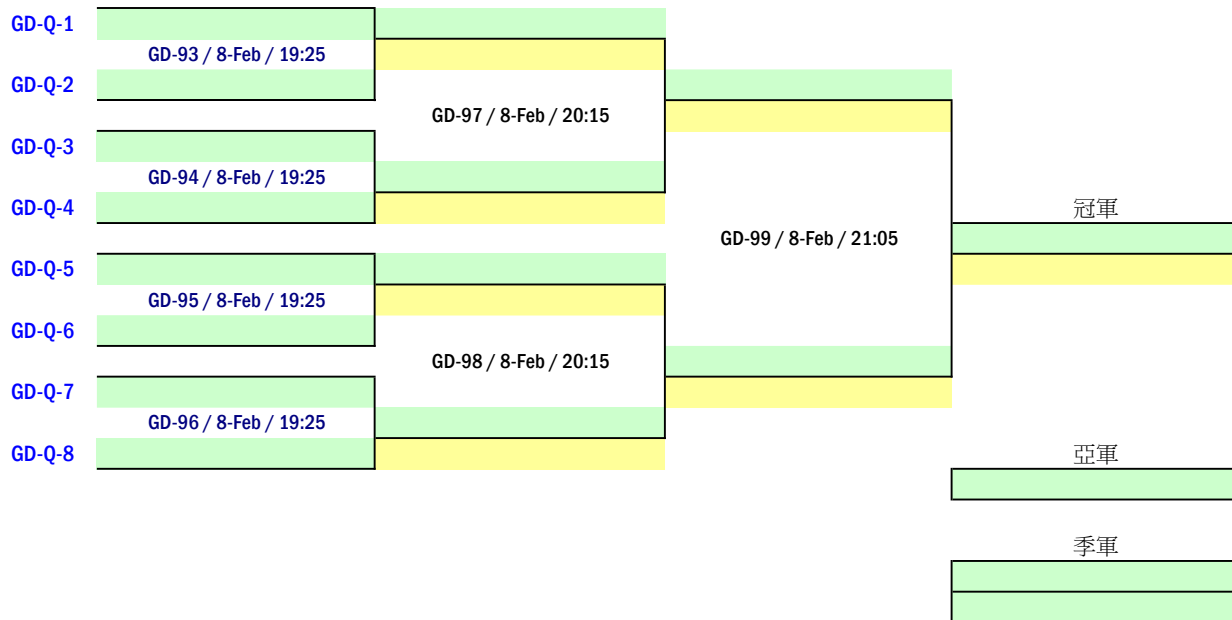 GD-Q-1
GD-93 / 8-Feb / 19:25
GD-Q-2
GD-97 / 8-Feb / 20:15
GD-Q-3
GD-94 / 8-Feb / 19:25
GD-Q-4
冠軍
GD-99 / 8-Feb / 21:05
GD-Q-5
GD-95 / 8-Feb / 19:25
GD-Q-6
GD-98 / 8-Feb / 20:15
GD-Q-7
GD-96 / 8-Feb / 19:25
GD-Q-8
亞軍
季軍